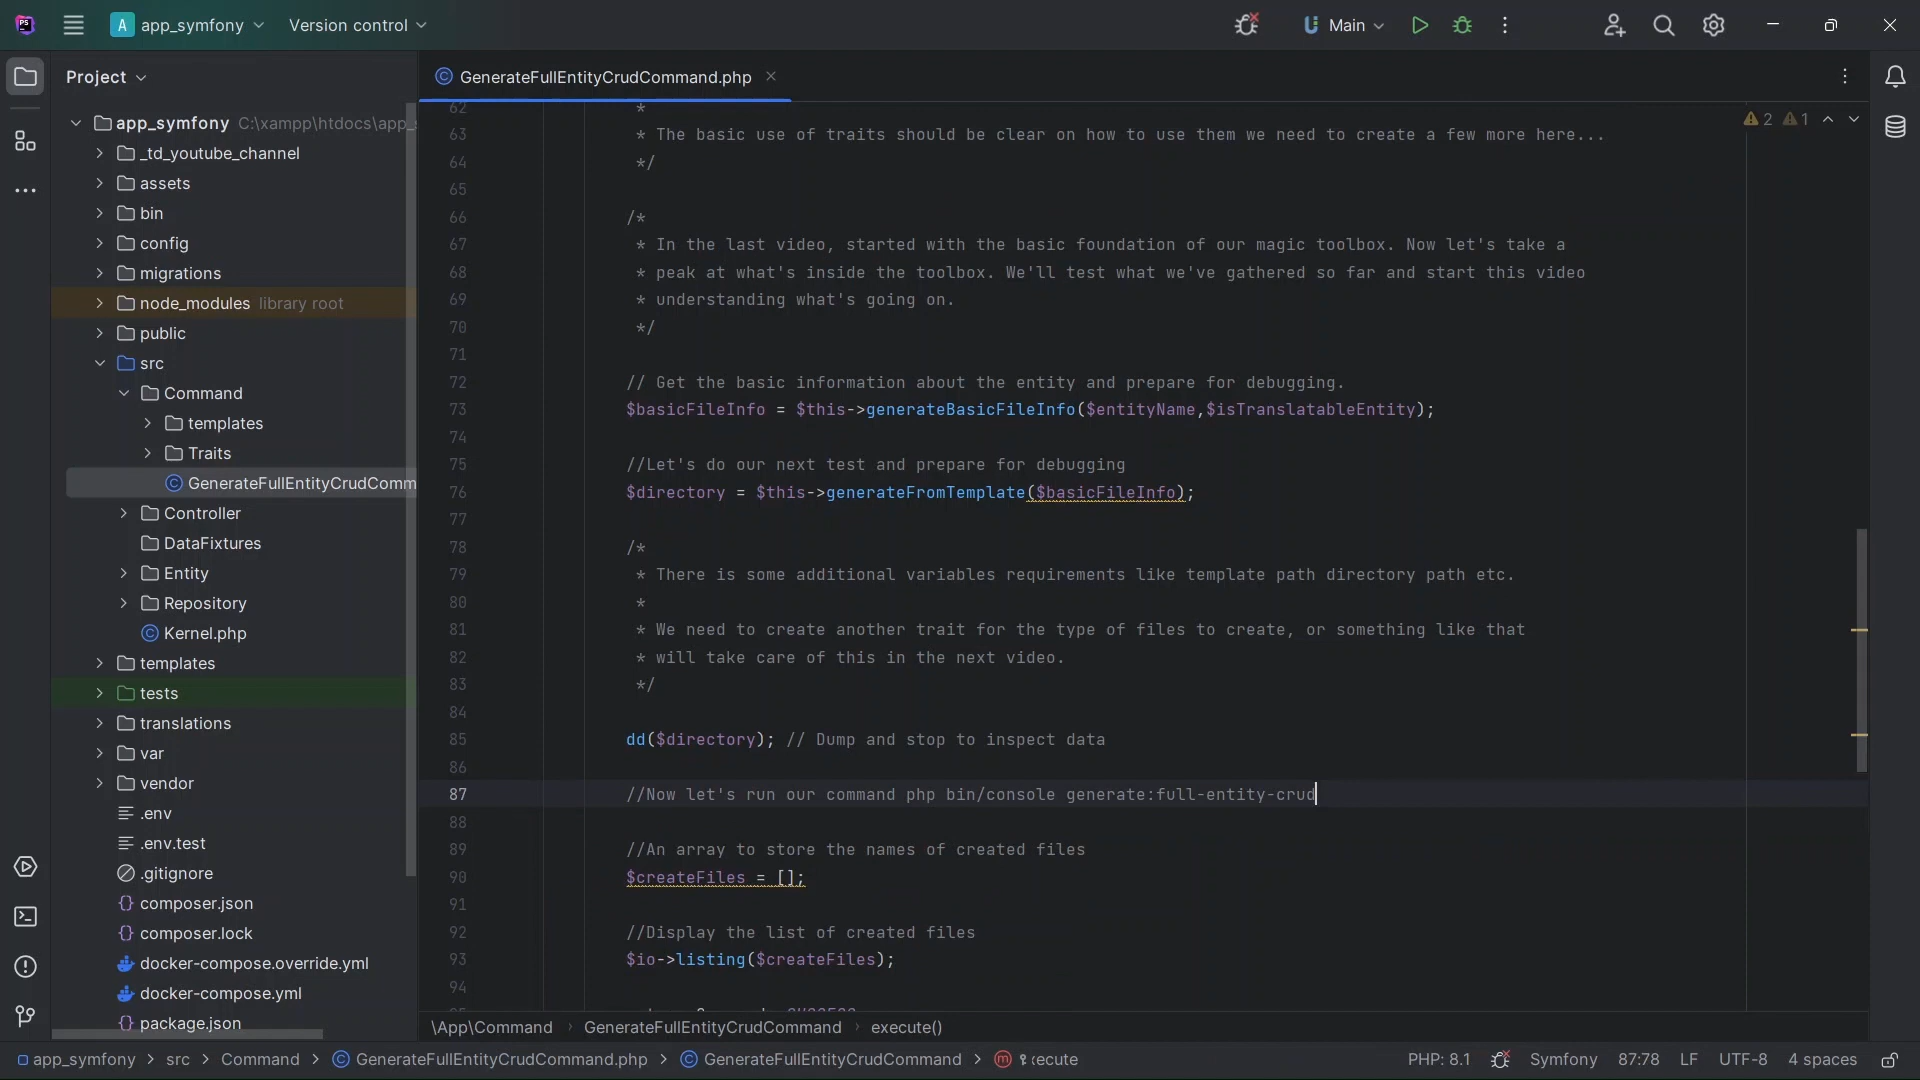 PS
A app_symfony
Version control
Main
Project
GenerateFullEntityCrudCommand.php
app_symfony C:\xampp\htdocs\app_
_td_youtube_channel
assets
bin
config
migrations
node_modules library root
public
src
Command
templates
Traits
GenerateFullEntityCrudComm
Controller
DataFixtures
Entity
Repository
Kernel.php
templates
tests
translations
var
vendor
.env
.env.test
.gitignore
composer.json
composer.lock
docker-compose.override.yml
docker-compose.yml
package.json
2 1
62 *
63 * The basic use of traits should be clear on how to use them we need to create a few more here...
64 */
65
66 /*
67 * In the last video, started with the basic foundation of our magic toolbox. Now let's take a
68 * peak at what's inside the toolbox. We'll test what we've gathered so far and start this video
69 * understanding what's going on.
70 */
71
72 // Get the basic information about the entity and prepare for debugging.
73 $basicFileInfo = $this->generateBasicFileInfo($entityName,$isTranslatableEntity);
74
75 //Let's do our next test and prepare for debugging
76 $directory = $this->generateFromTemplate($basicFileInfo);
77
78 /*
79 * There is some additional variables requirements like template path directory path etc.
80 *
81 * We need to create another trait for the type of files to create, or something like that
82 * will take care of this in the next video.
83 */
84
85 dd($directory); // Dump and stop to inspect data
86
87 //Now let's run our command php bin/console generate:full-entity-crud
88
89 //An array to store the names of created files
90 $createFiles = [];
91
92 //Display the list of created files
93 $io->listing($createFiles);
94
\App\Command › GenerateFullEntityCrudCommand › execute()
app_symfony > src > Command > GenerateFullEntityCrudCommand.php > GenerateFullEntityCrudCommand > m ecute
PHP: 8.1 Symfony 87:78 LF UTF-8 4 spaces